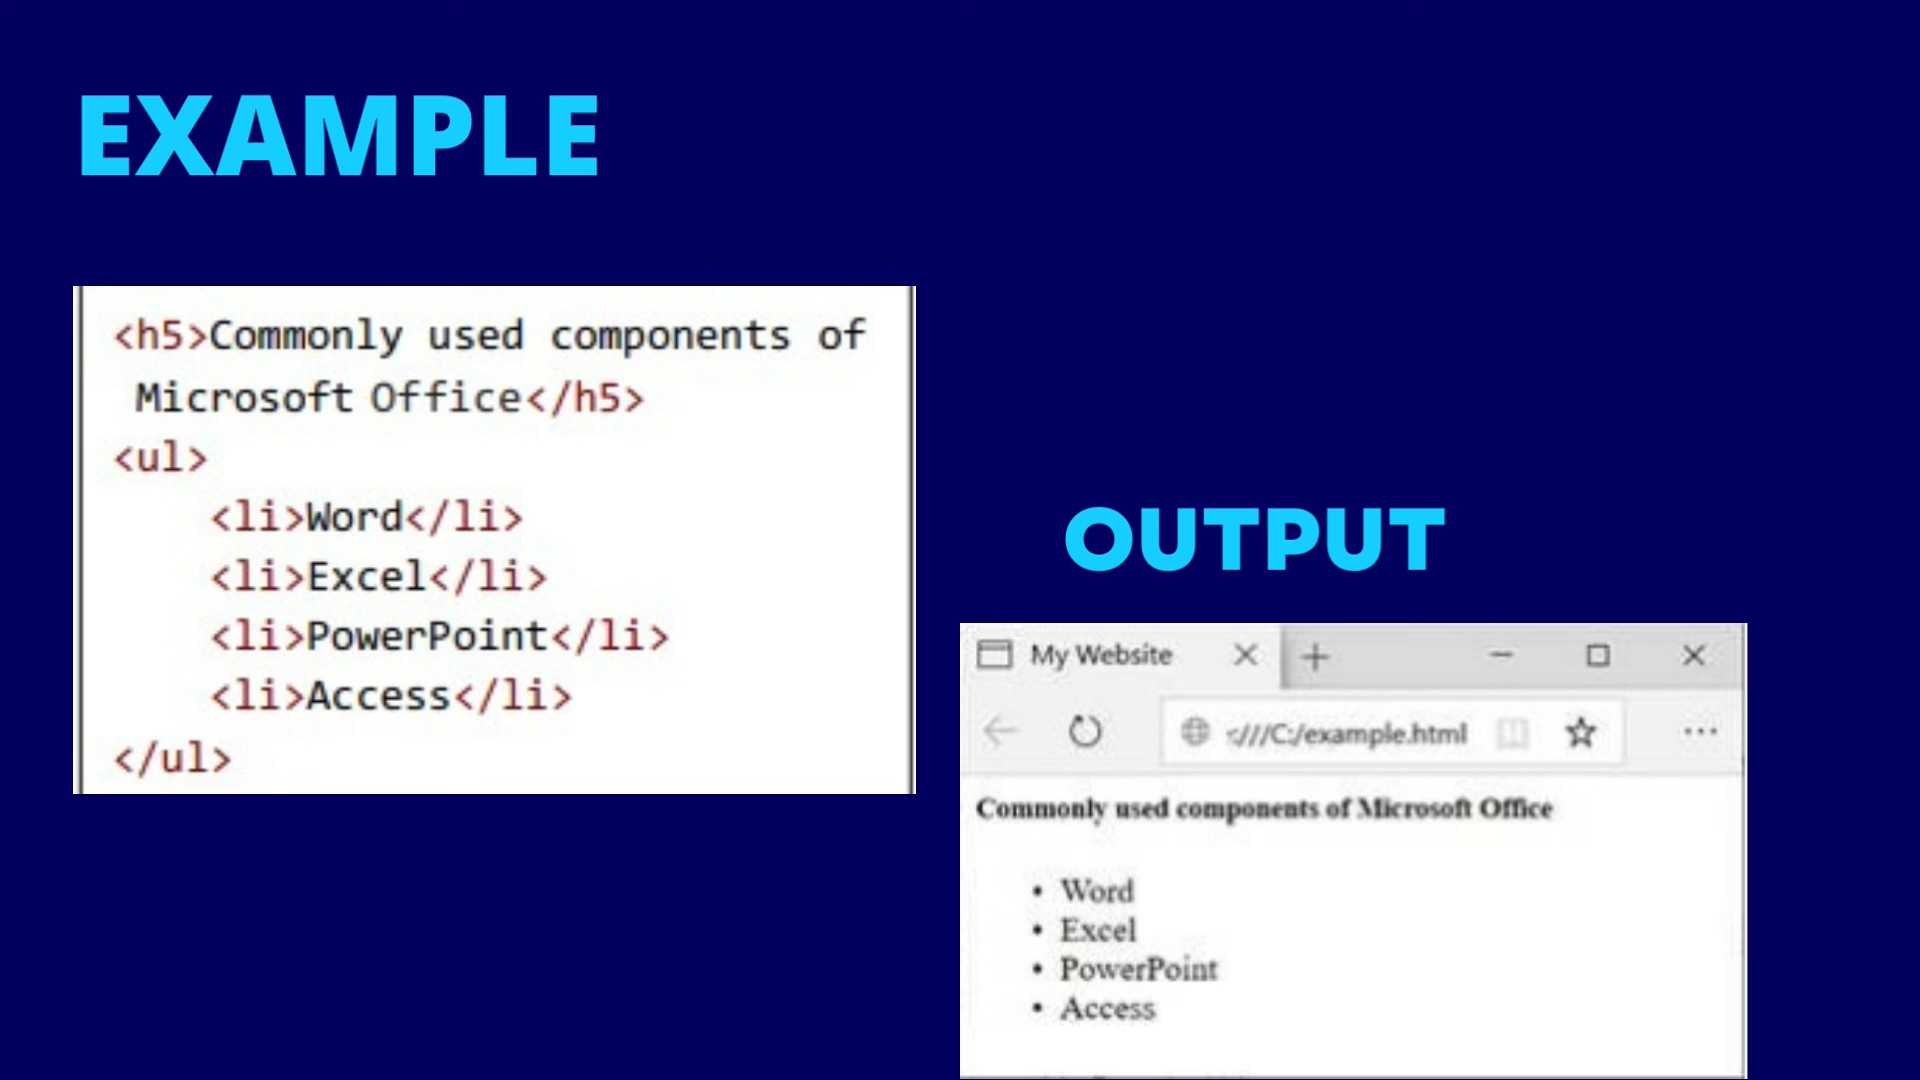 EXAMPLE
<h5>Commonly used components of
Microsoft Office</h5>
<ul>
<li>Word</li>
<li>Excel</li>
<li>PowerPoint</li>
<li>Access</li>
</ul>
OUTPUT
My Website
:///C:/example.html
Commonly used components of Microsoft Office
• Word
• Excel
• PowerPoint
• Access